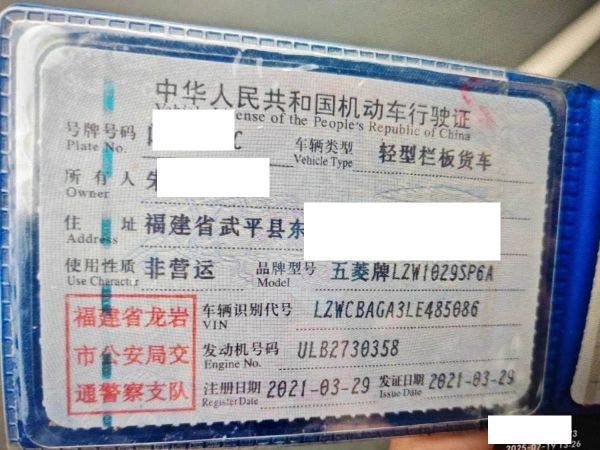 中华人民共和国机动车行驶证
ense of the People's Republic of China
号牌号码 C 车辆类型 轻型栏板货车
Plate No. Vehicle Type
所有人
Owner
住址 福建省武平县东
Address
使用性质 非营运 品牌型号 五菱牌LZW1029SP6A
Use Character Model
福建省龙岩
市公安局交
通警察支队
车辆识别代号 LZWCBAGA3LE485086
VIN
发动机号码 ULB2730358
Engine No.
注册日期 2021-03-29 发证日期 2021-03-29
Register Date Issue Date
2025-07-19 13:26